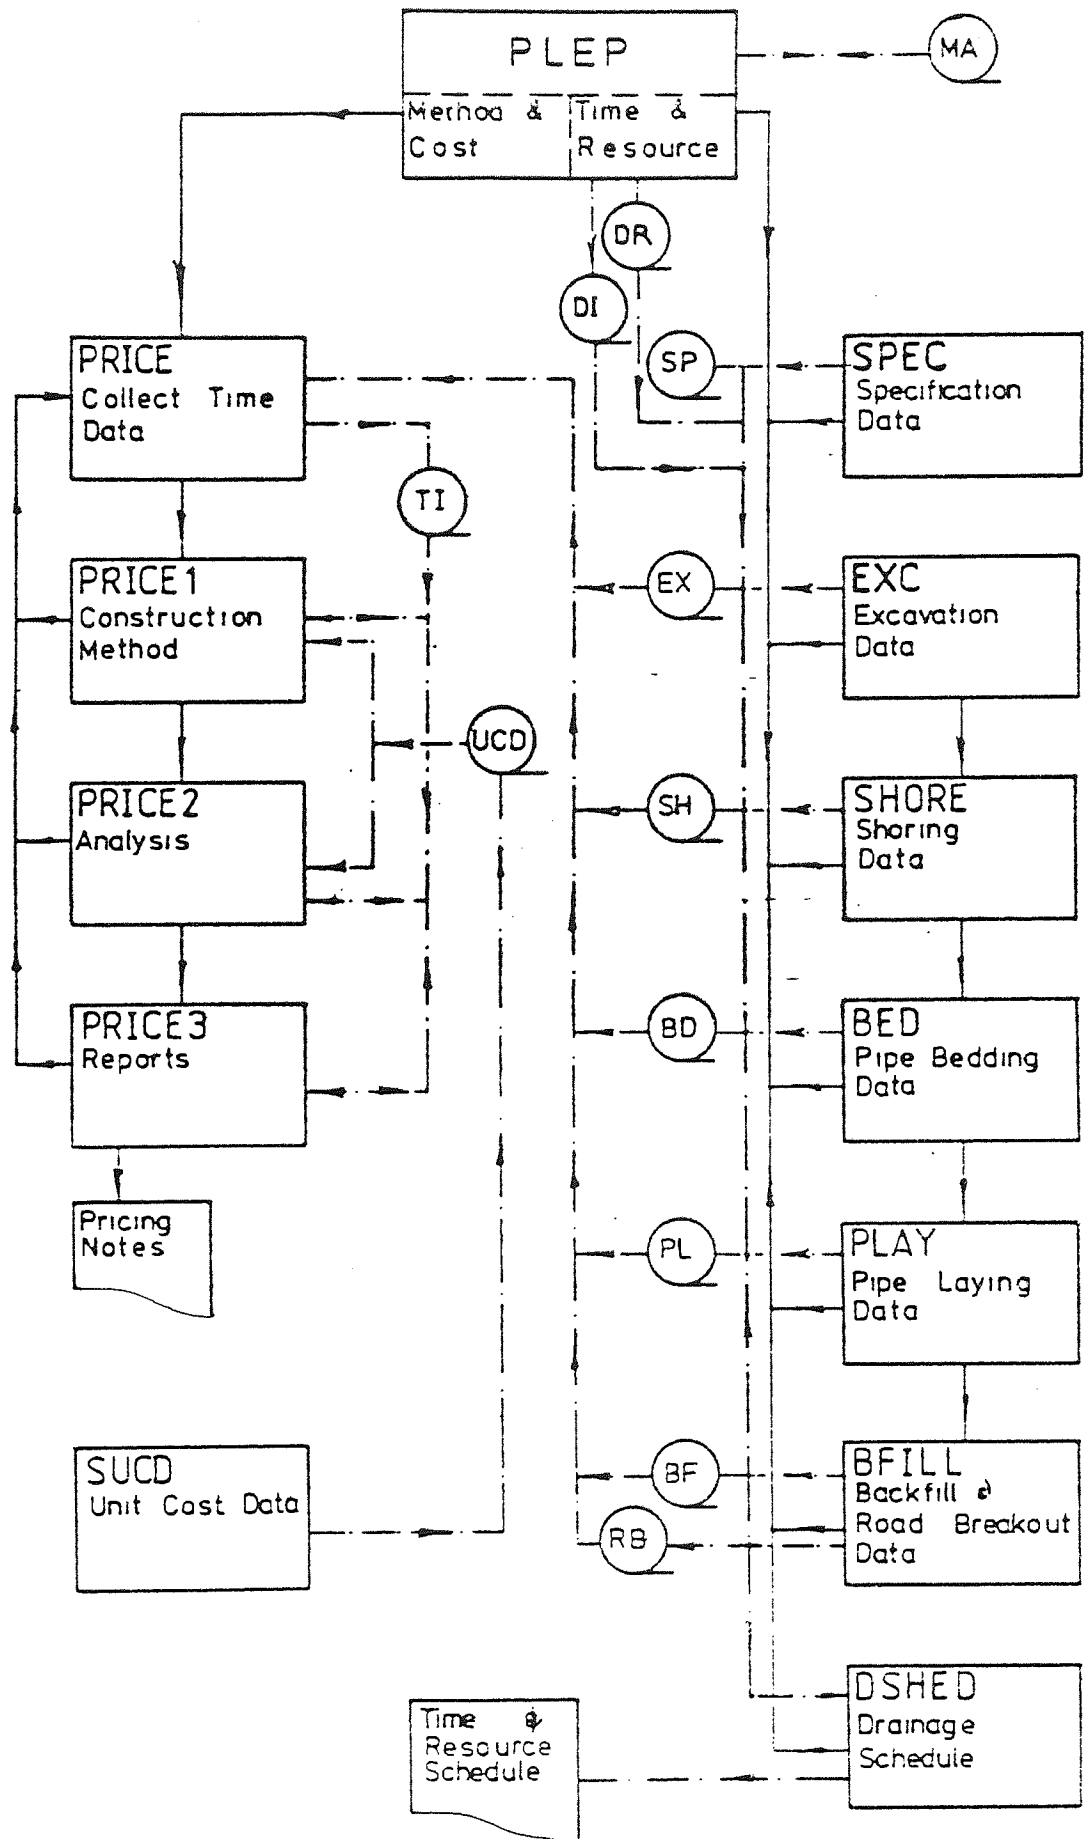 PLEP
MA
Method &
Cost
Time &
Resource
DR
DI
SP
PRICE
Collect Time
Data
SPEC
Specification
Data
TI
PRICE1
Construction
Method
EX
EXC
Excavation
Data
UCD
PRICE2
Analysis
SH
SHORE
Shoring
Data
PRICE3
Reports
BD
BED
Pipe Bedding
Data
Pricing
Notes
PL
PLAY
Pipe Laying
Data
SUCD
Unit Cost Data
BF
RB
BFILL
Backfill &
Road Breakout
Data
Time &
Resource
Schedule
DSHED
Drainage
Schedule